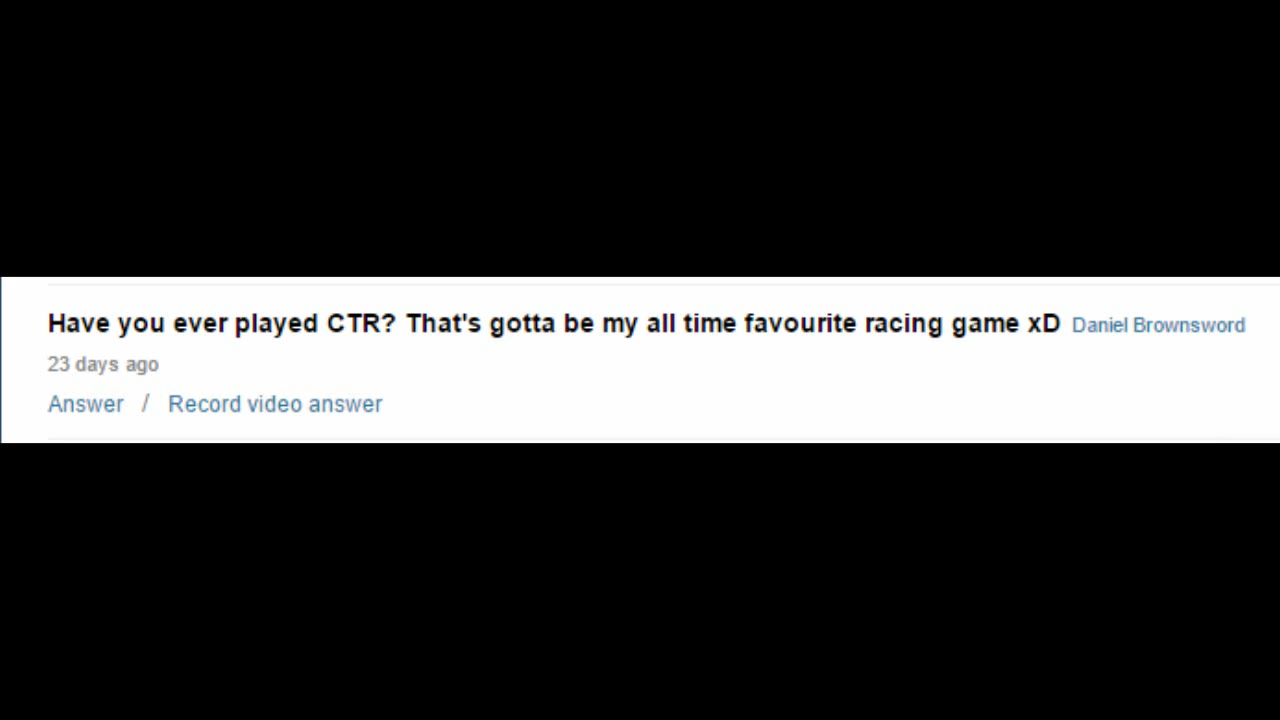 Have you ever played CTR? That's gotta be my all time favourite racing game xD Daniel Brownsword
23 days ago
Answer / Record video answer